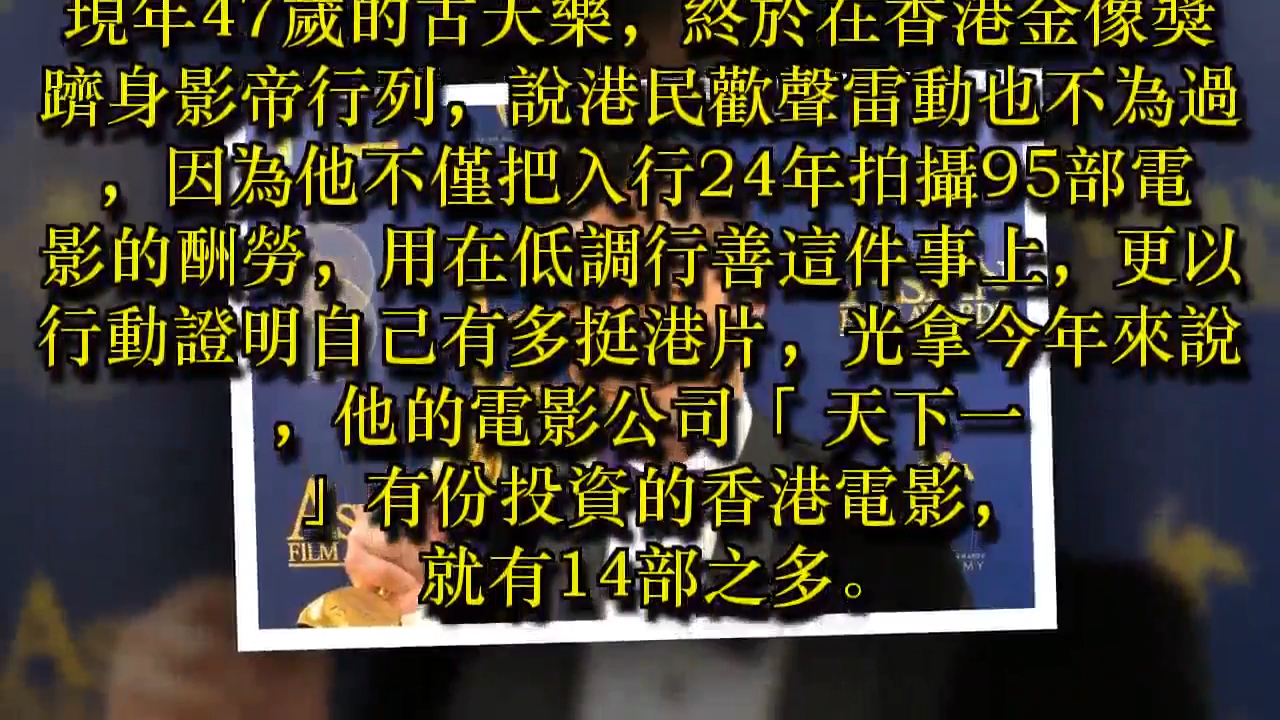 現年47歲的古天樂，終於在香港金像獎
躋身影帝行列，說港民歡聲雷動也不為過
，因為他不僅把入行24年拍攝95部電
影的酬勞，用在低調行善這件事上，更以
行動證明自己有多挺港片，光拿今年來說
，他的電影公司「 天下一
』有份投資的香港電影，
就有14部之多。
FILM